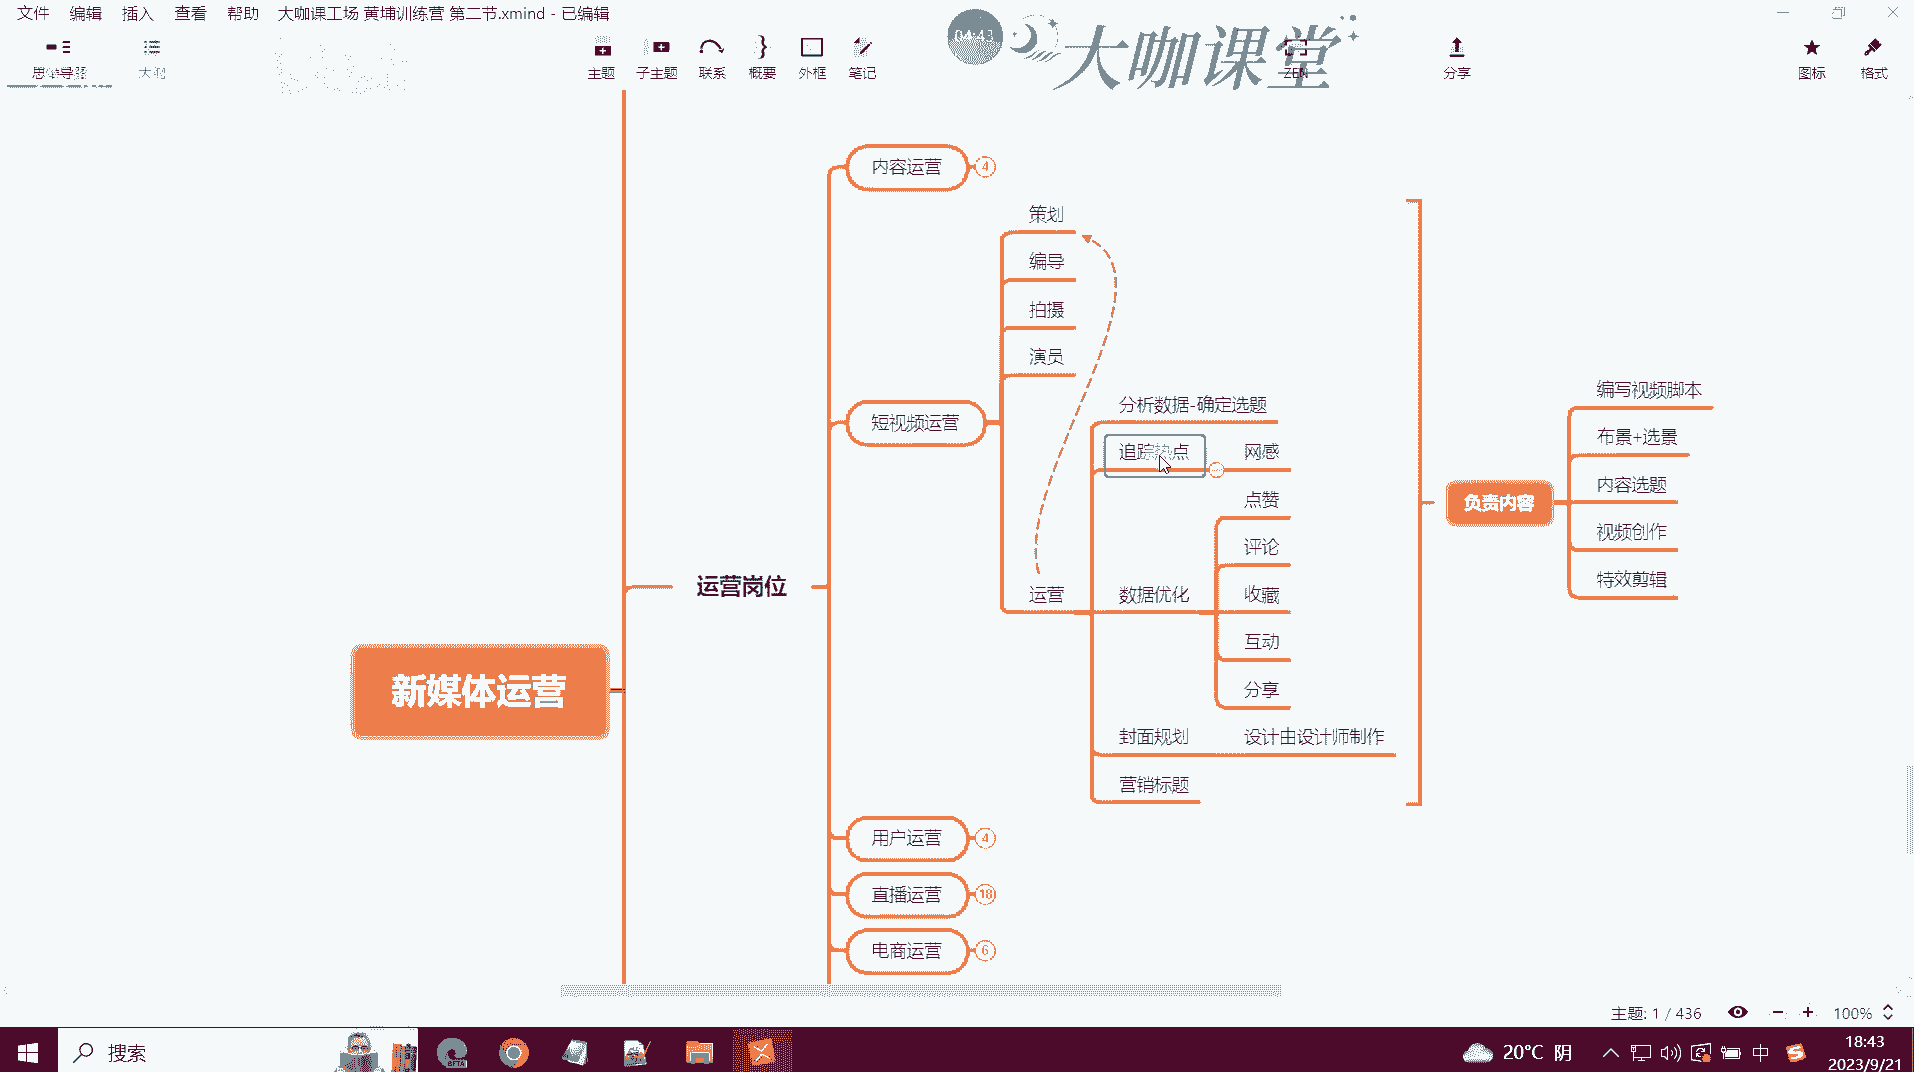 文件 编辑 插入 查看 帮助 大咖课工场 黄埔训练营 第二节.xmind - 已编辑
思维导图 大纲 主题 子主题 联系 概要 外框 笔记 ZEN 分享 图标 格式
04:43
大咖课堂
内容运营 4
策划
编导
拍摄
演员
短视频运营
分析数据-确定选题
追踪热点 网感
点赞
评论
运营 数据优化 收藏
互动
分享
封面规划 设计由设计师制作
营销标题
负责内容
编写视频脚本
布景+选景
内容选题
视频创作
特效剪辑
运营岗位
新媒体运营
用户运营 4
直播运营 18
电商运营 6
主题: 1 / 436 100%
搜索
BETA
20°C 阴
中
18:43
2023/9/21